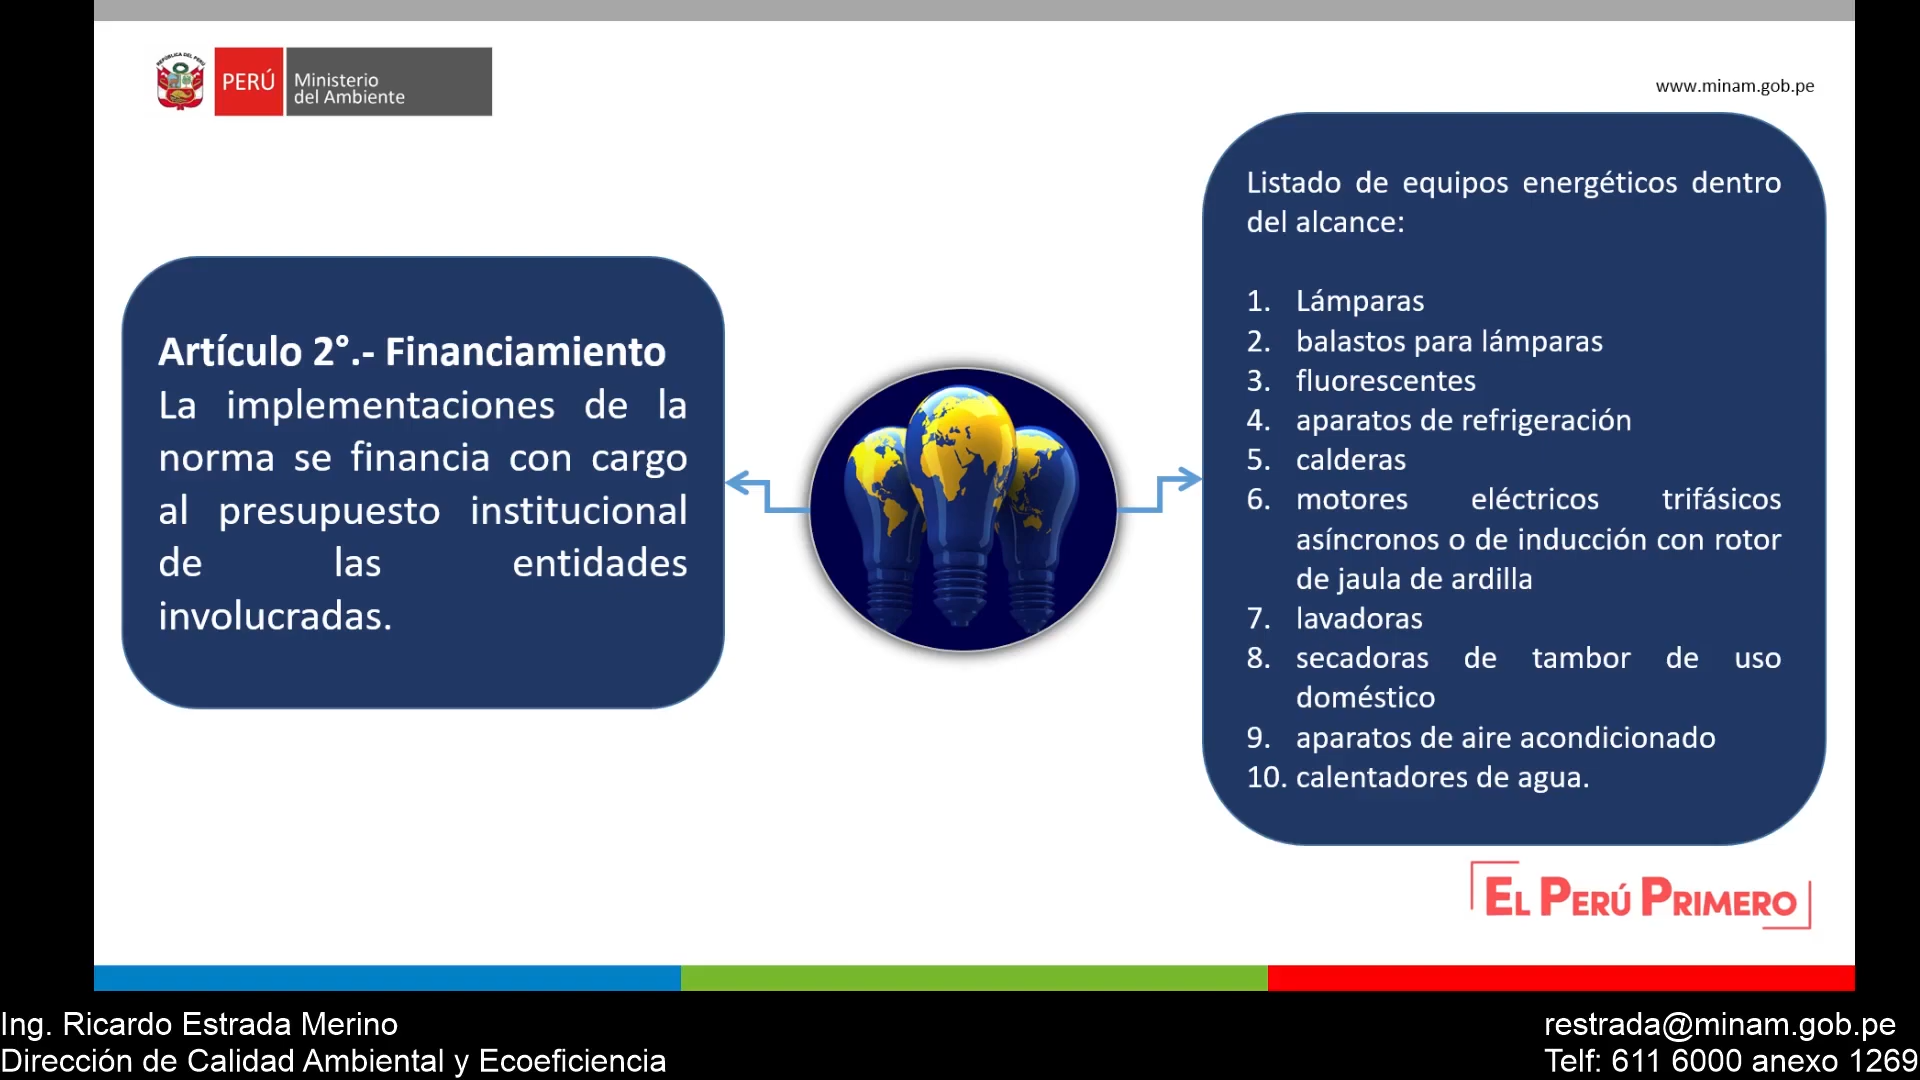 REPÚBLICA DEL PERÚ
PERÚ
Ministerio
del Ambiente
www.minam.gob.pe
Artículo 2°.- Financiamiento
La implementaciones de la
norma se financia con cargo
al presupuesto institucional
de las entidades
involucradas.
Listado de equipos energéticos dentro
del alcance:
1. Lámparas
2. balastos para lámparas
3. fluorescentes
4. aparatos de refrigeración
5. calderas
6. motores eléctricos trifásicos
asíncronos o de inducción con rotor
de jaula de ardilla
7. lavadoras
8. secadoras de tambor de uso
doméstico
9. aparatos de aire acondicionado
10. calentadores de agua.
EL PERÚ PRIMERO
Ing. Ricardo Estrada Merino
Dirección de Calidad Ambiental y Ecoeficiencia
restrada@minam.gob.pe
Telf: 611 6000 anexo 1269